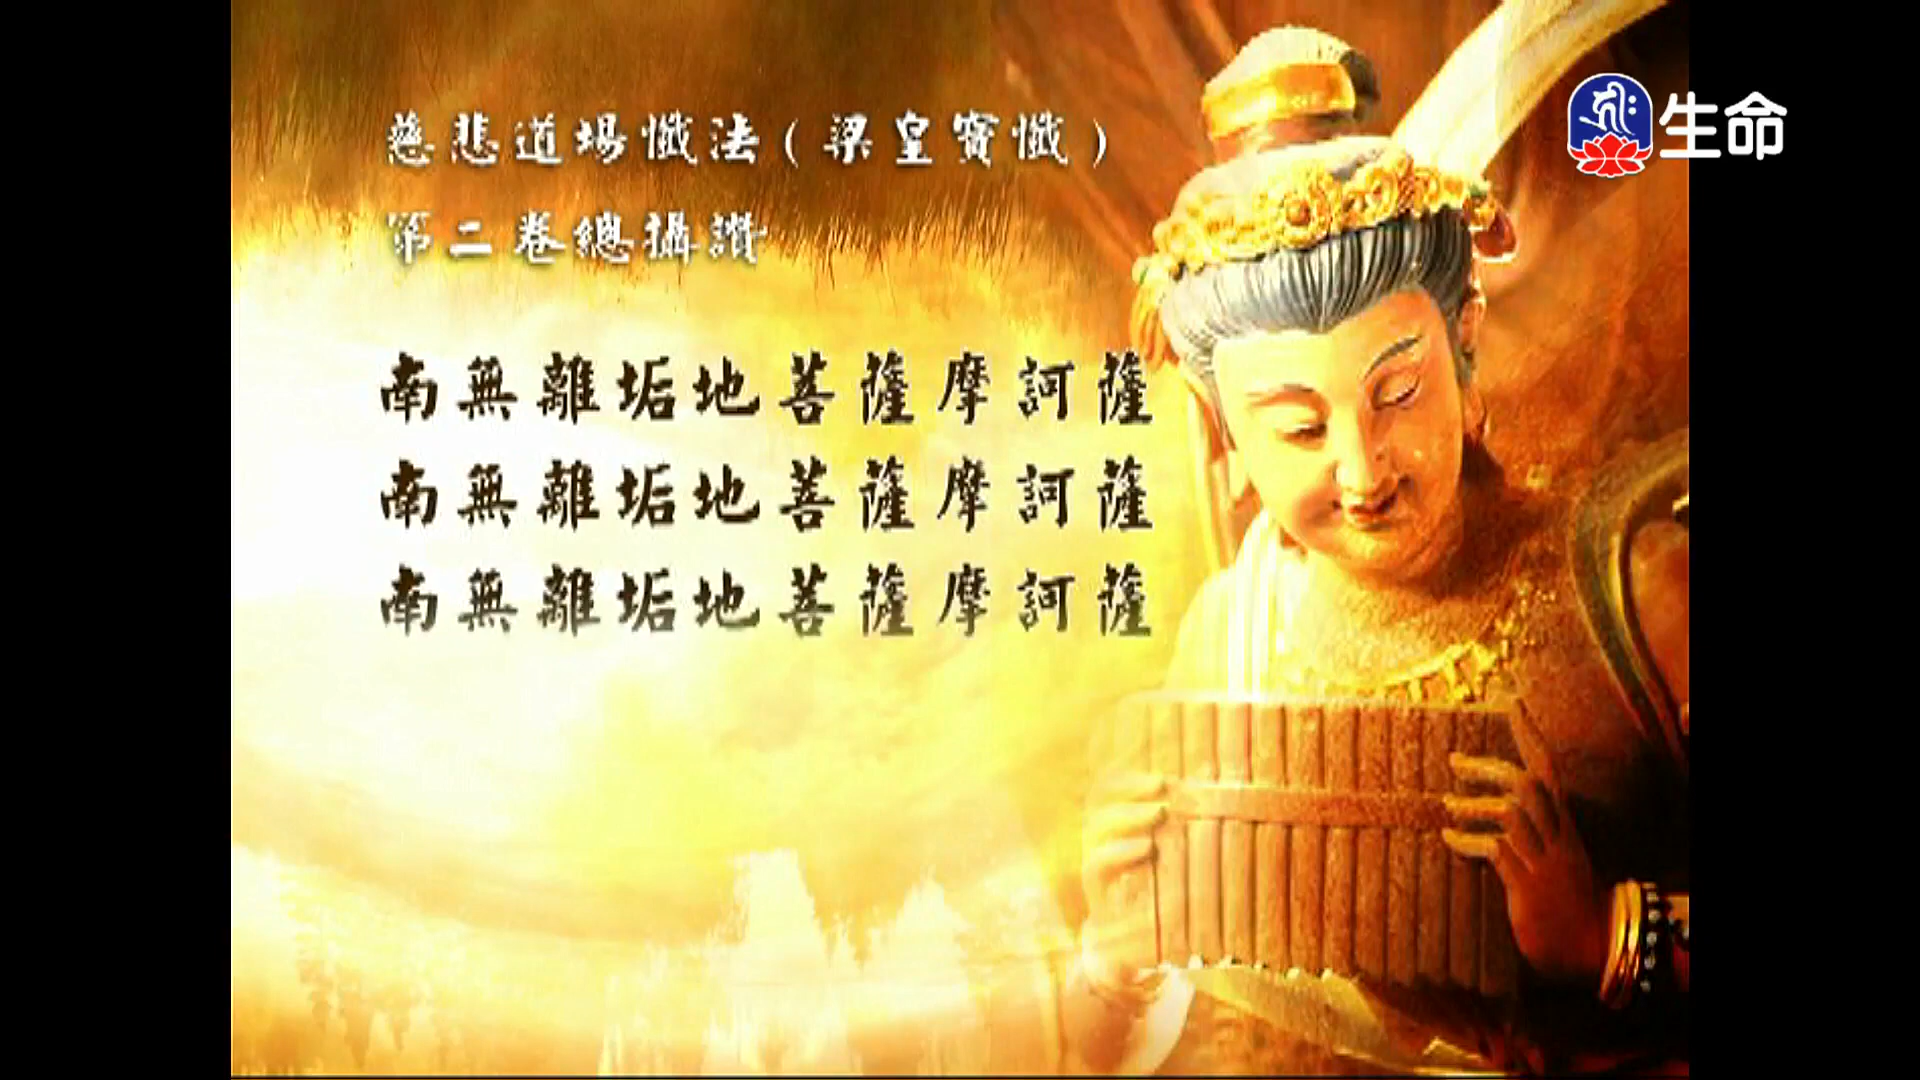 慈悲道場懺法(梁皇寶懺)
生命
第二卷總攝讚
南無離垢地菩薩摩訶薩
南無離垢地菩薩摩訶薩
南無離垢地菩薩摩訶薩